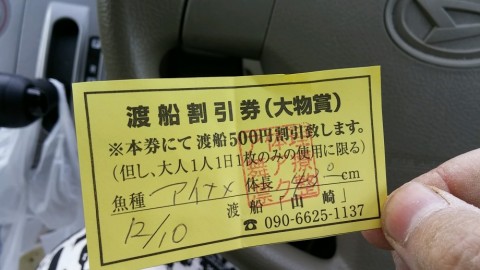 渡船割引券(大物賞)
※本券にて渡船500円割引致します。
(但し、大人1人1日1枚のみの使用に限る)
魚種 アイナメ 体長 48.0 cm
12/10 渡船「山崎」
☎ 090-6625-1137